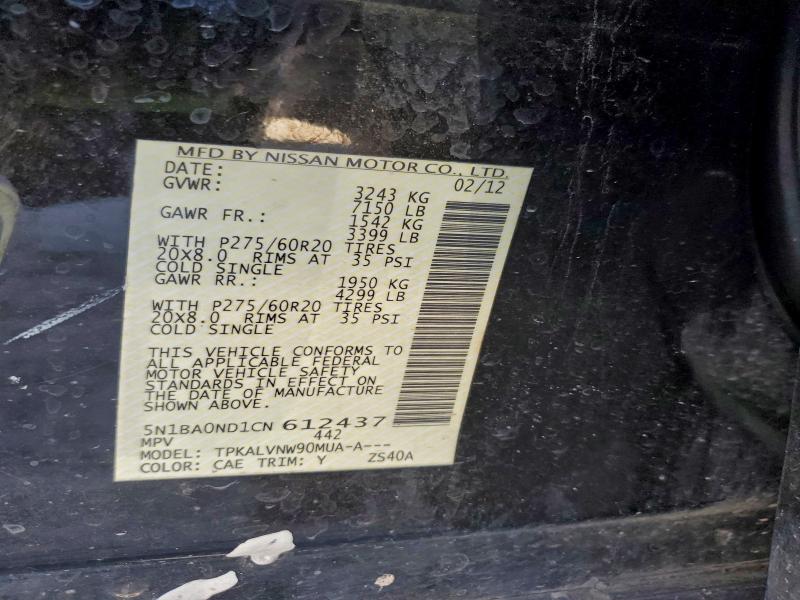 MFD BY NISSAN MOTOR CO., LTD.
DATE: 02/12
GVWR: 3243 KG
7150 LB
GAWR FR.: 1542 KG
3399 LB
WITH P275/60R20 TIRES
20X8.0 RIMS AT 35 PSI
COLD SINGLE
GAWR RR.: 1950 KG
4299 LB
WITH P275/60R20 TIRES
20X8.0 RIMS AT 35 PSI
COLD SINGLE
THIS VEHICLE CONFORMS TO
ALL APPLICABLE FEDERAL
MOTOR VEHICLE SAFETY
STANDARDS IN EFFECT ON
THE DATE OF MANUFACTURE
SHOWN ABOVE.
5N1BA0ND1CN 612437
MPV 442
MODEL: TPKALVNW90MUA-A---
COLOR: CAE TRIM: Y ZS40A